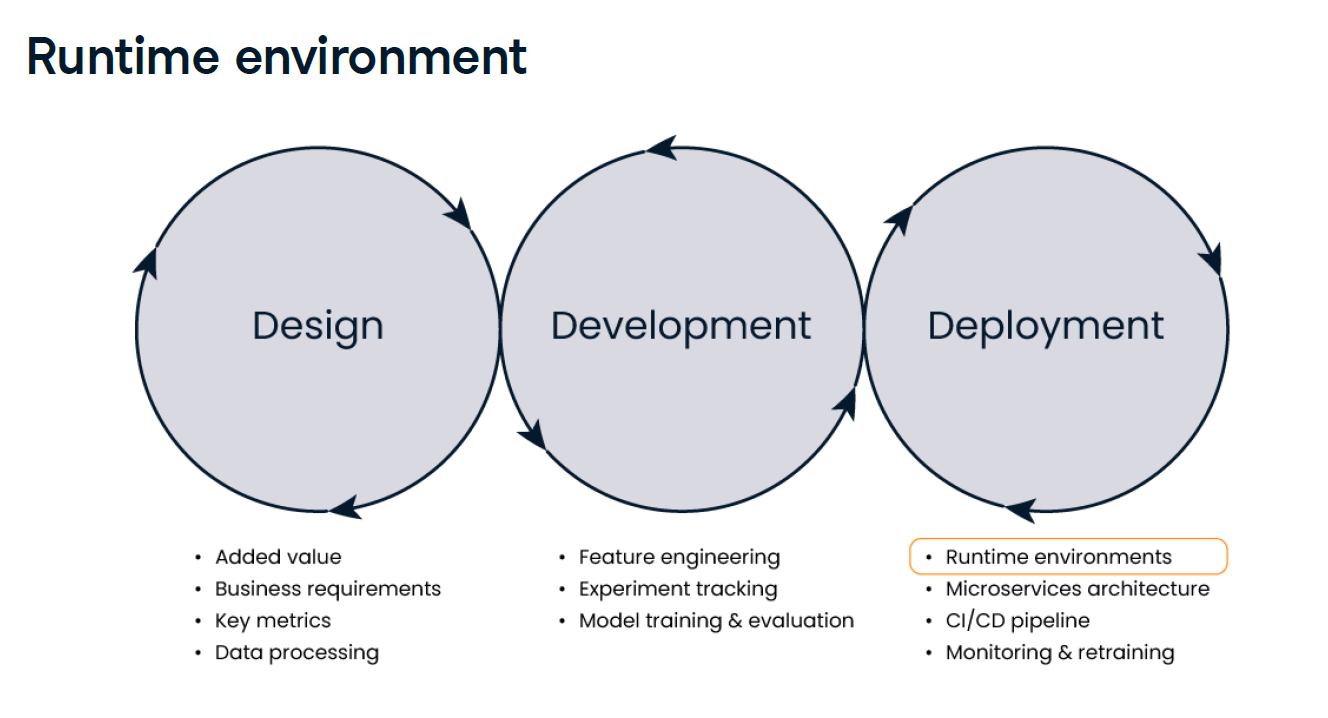 Runtime environment
Design
Development
Deployment
• Added value
• Business requirements
• Key metrics
• Data processing
• Feature engineering
• Experiment tracking
• Model training & evaluation
• Runtime environments
• Microservices architecture
• CI/CD pipeline
• Monitoring & retraining